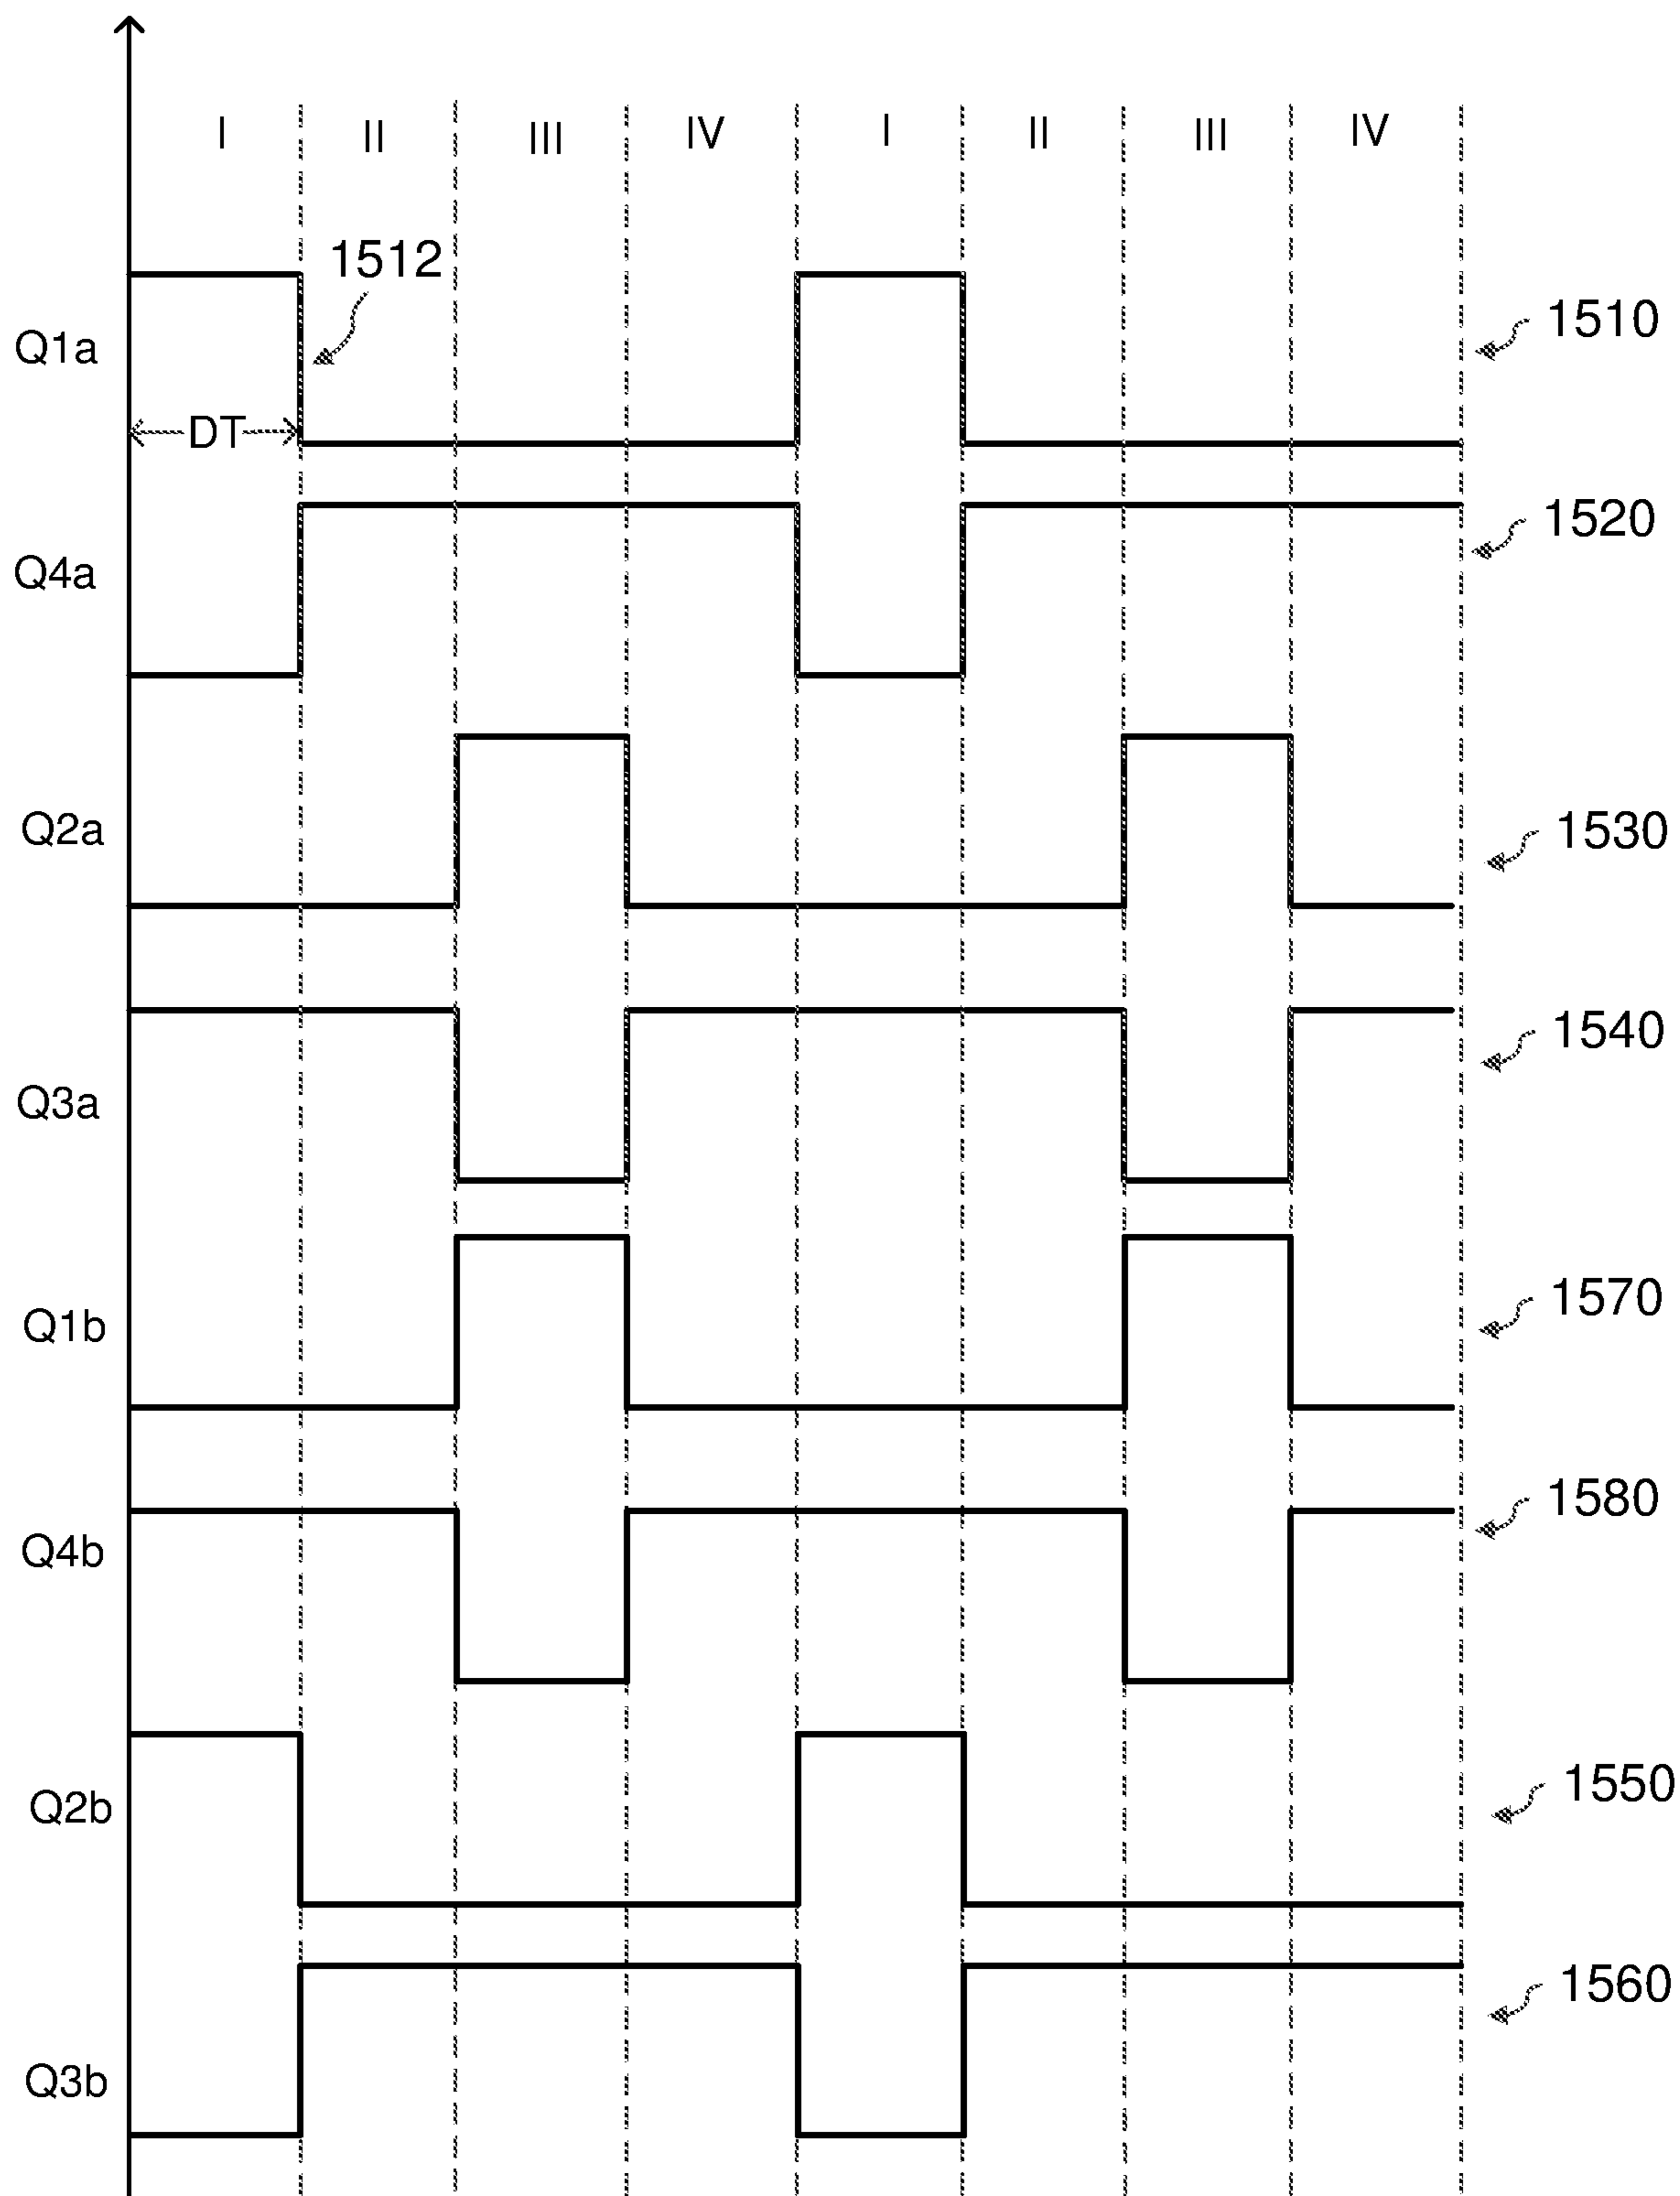 I II III IV I II III IV
1512
Q1a
1510
DT
1520
Q4a
Q2a
1530
1540
Q3a
1570
Q1b
1580
Q4b
1550
Q2b
1560
Q3b